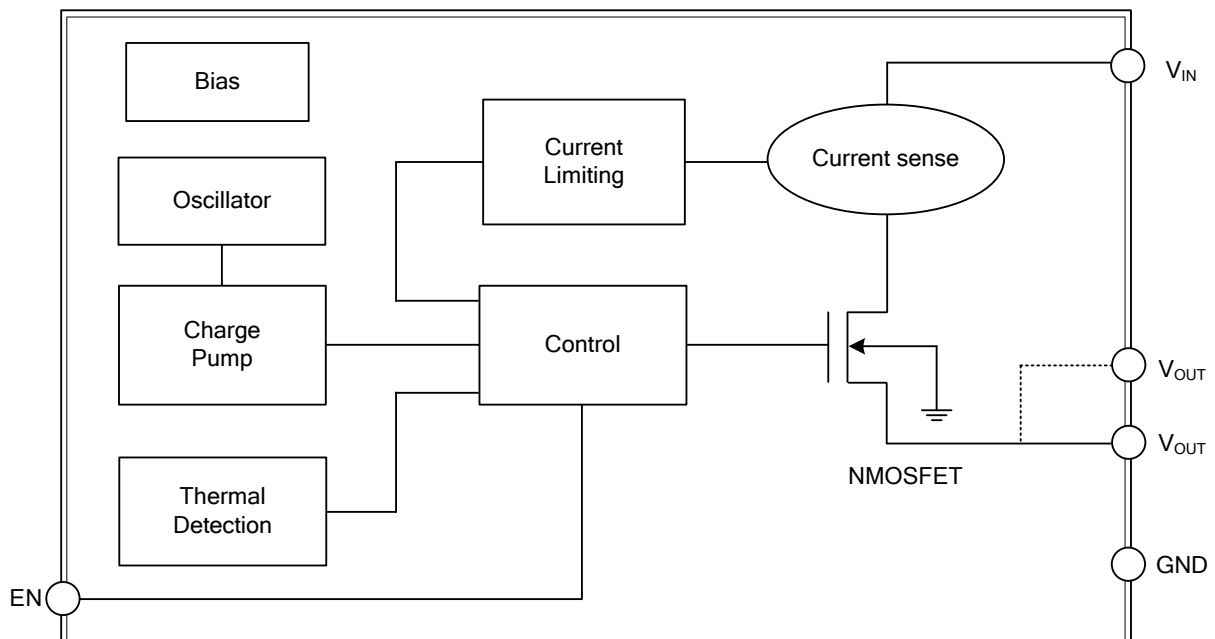 Bias
V_IN
Current
Limiting
Current sense
Oscillator
Charge
Pump
Control
V_OUT
V_OUT
NMOSFET
Thermal
Detection
GND
EN